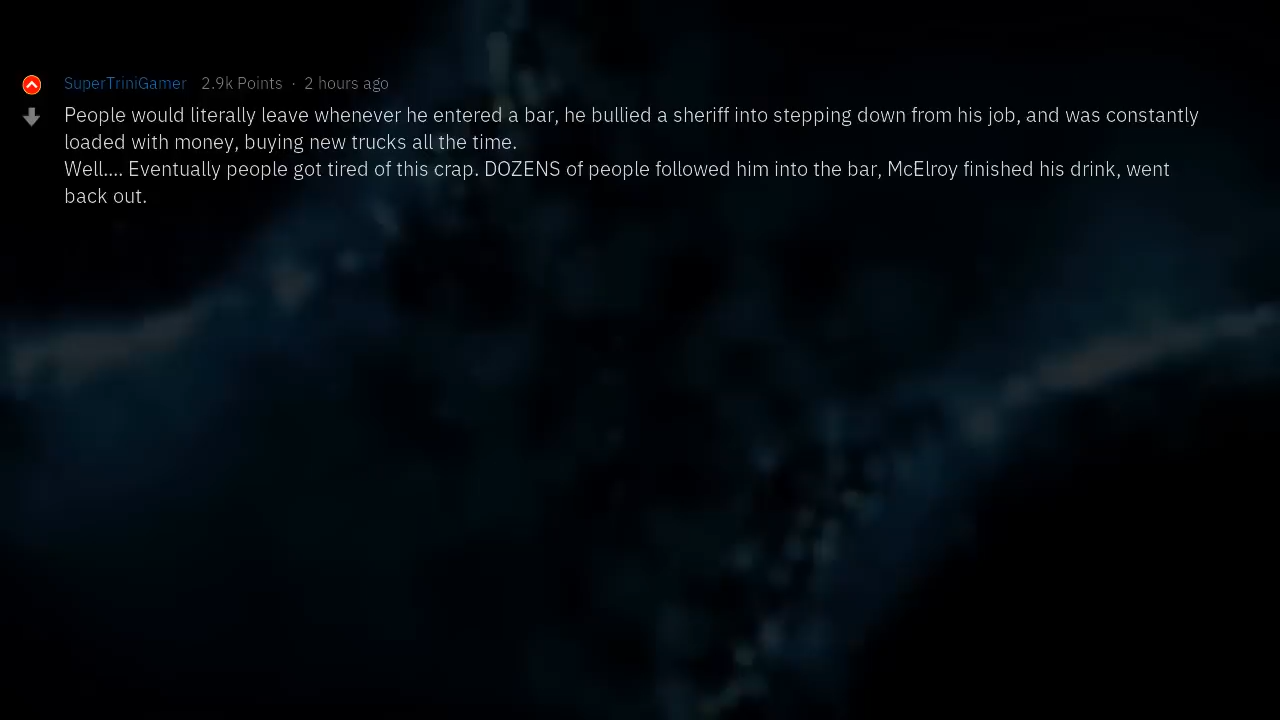 SuperTriniGamer 2.9k Points · 2 hours ago
People would literally leave whenever he entered a bar, he bullied a sheriff into stepping down from his job, and was constantly
loaded with money, buying new trucks all the time.
Well.... Eventually people got tired of this crap. DOZENS of people followed him into the bar, McElroy finished his drink, went
back out.